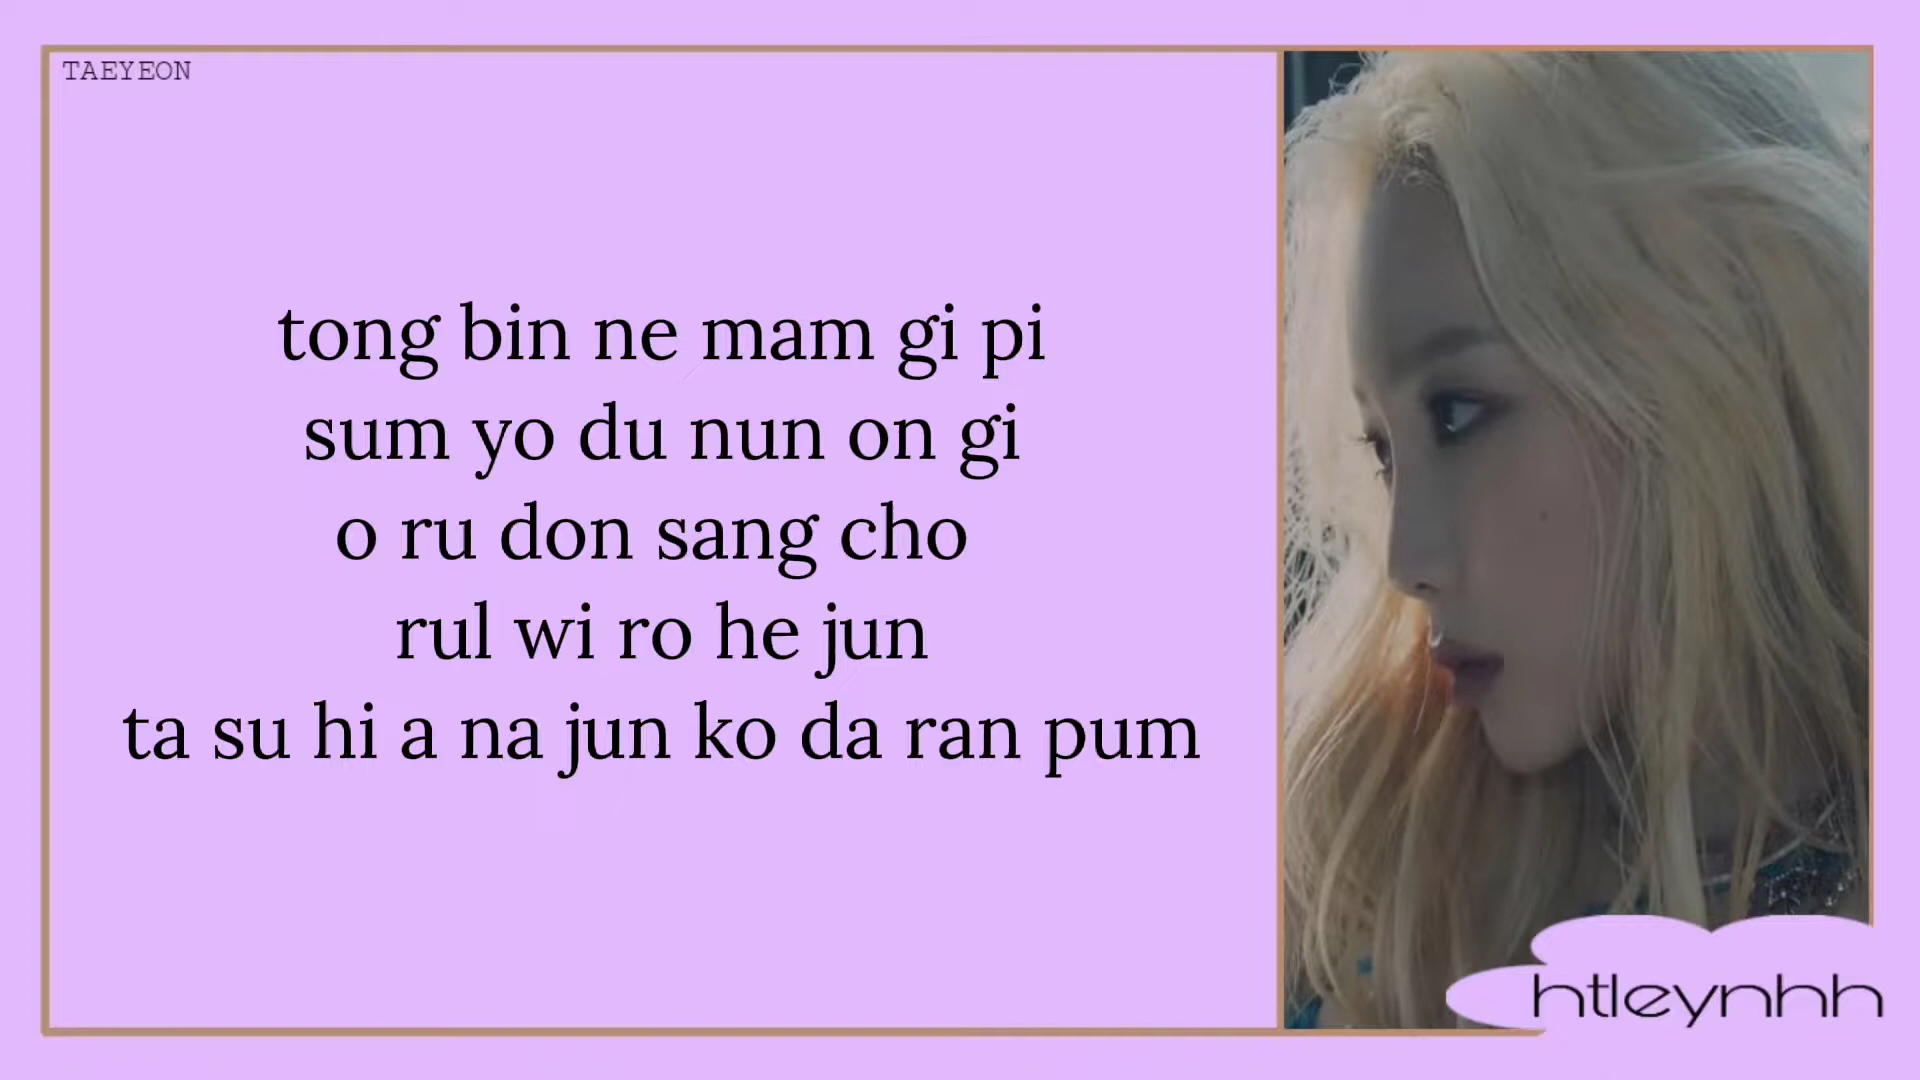 TAEYEON
tong bin ne mam gi pi
sum yo du nun on gi
o ru don sang cho
rul wi ro he jun
ta su hi a na jun ko da ran pum
htleynhh